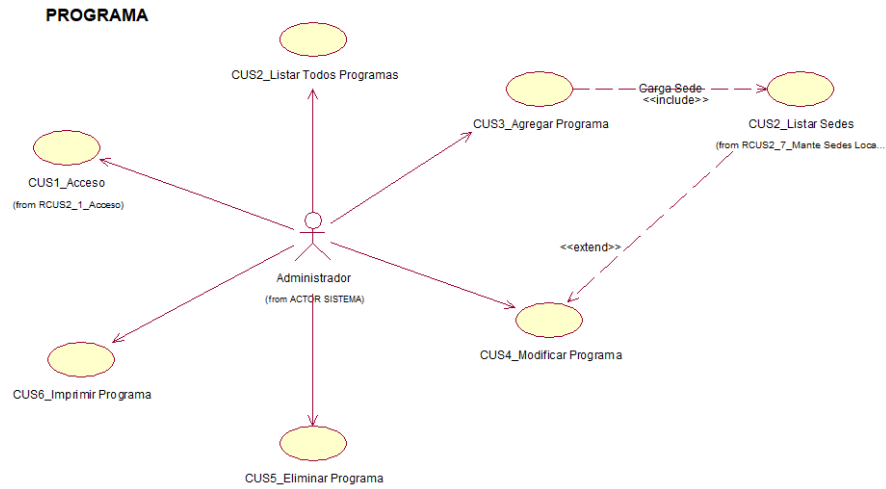 PROGRAMA
CUS2_Listar Todos Programas
Carga Sede
<<include>>
CUS3_Agregar Programa
CUS2_Listar Sedes
(from RCUS2_7_Mante Sedes Loca...
CUS1_Acceso
(from RCUS2_1_Acceso)
<<extend>>
Administrador
(from ACTOR SISTEMA)
CUS4_Modificar Programa
CUS6_Imprimir Programa
CUS5_Eliminar Programa